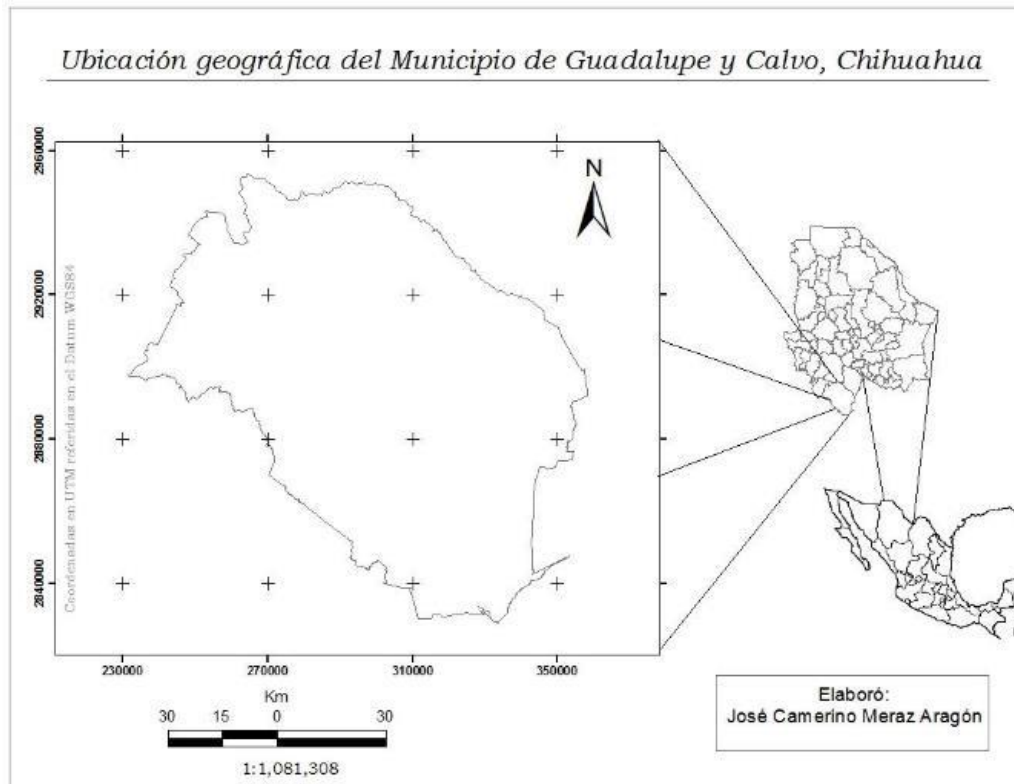 Ubicación geográfica del Municipio de Guadalupe y Calvo, Chihuahua
2960000
2920000
2880000
2840000
Coordenadas en UTM referidas en el Datum WGS84
N
230000 270000 310000 350000
Km
30 15 0 30
1:1,081,308
Elaboró:
José Camerino Meraz Aragón